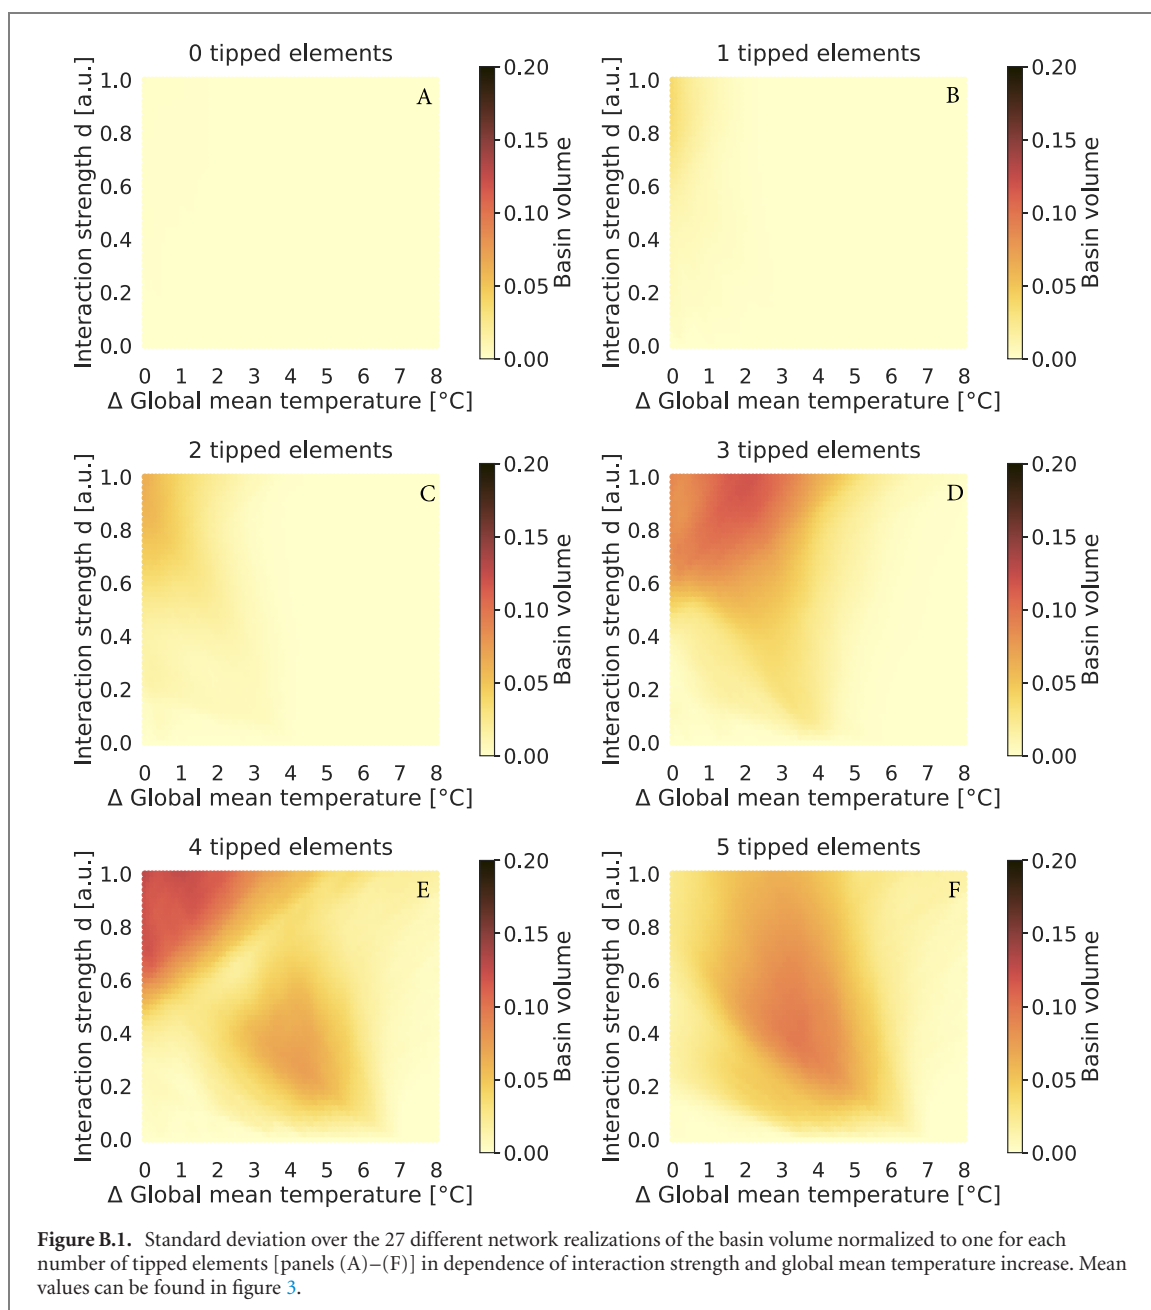 0 tipped elements
A
Interaction strength d [a.u.]
1.0
0.8
0.6
0.4
0.2
0.0
0 1 2 3 4 5 6 7 8
Δ Global mean temperature [°C]
0.20
0.15
0.10
0.05
0.00
Basin volume
1 tipped elements
B
Interaction strength d [a.u.]
1.0
0.8
0.6
0.4
0.2
0.0
0 1 2 3 4 5 6 7 8
Δ Global mean temperature [°C]
0.20
0.15
0.10
0.05
0.00
Basin volume
2 tipped elements
C
Interaction strength d [a.u.]
1.0
0.8
0.6
0.4
0.2
0.0
0 1 2 3 4 5 6 7 8
Δ Global mean temperature [°C]
0.20
0.15
0.10
0.05
0.00
Basin volume
3 tipped elements
D
Interaction strength d [a.u.]
1.0
0.8
0.6
0.4
0.2
0.0
0 1 2 3 4 5 6 7 8
Δ Global mean temperature [°C]
0.20
0.15
0.10
0.05
0.00
Basin volume
4 tipped elements
E
Interaction strength d [a.u.]
1.0
0.8
0.6
0.4
0.2
0.0
0 1 2 3 4 5 6 7 8
Δ Global mean temperature [°C]
0.20
0.15
0.10
0.05
0.00
Basin volume
5 tipped elements
F
Interaction strength d [a.u.]
1.0
0.8
0.6
0.4
0.2
0.0
0 1 2 3 4 5 6 7 8
Δ Global mean temperature [°C]
0.20
0.15
0.10
0.05
0.00
Basin volume
Figure B.1. Standard deviation over the 27 different network realizations of the basin volume normalized to one for each
number of tipped elements [panels (A)–(F)] in dependence of interaction strength and global mean temperature increase. Mean
values can be found in figure 3.